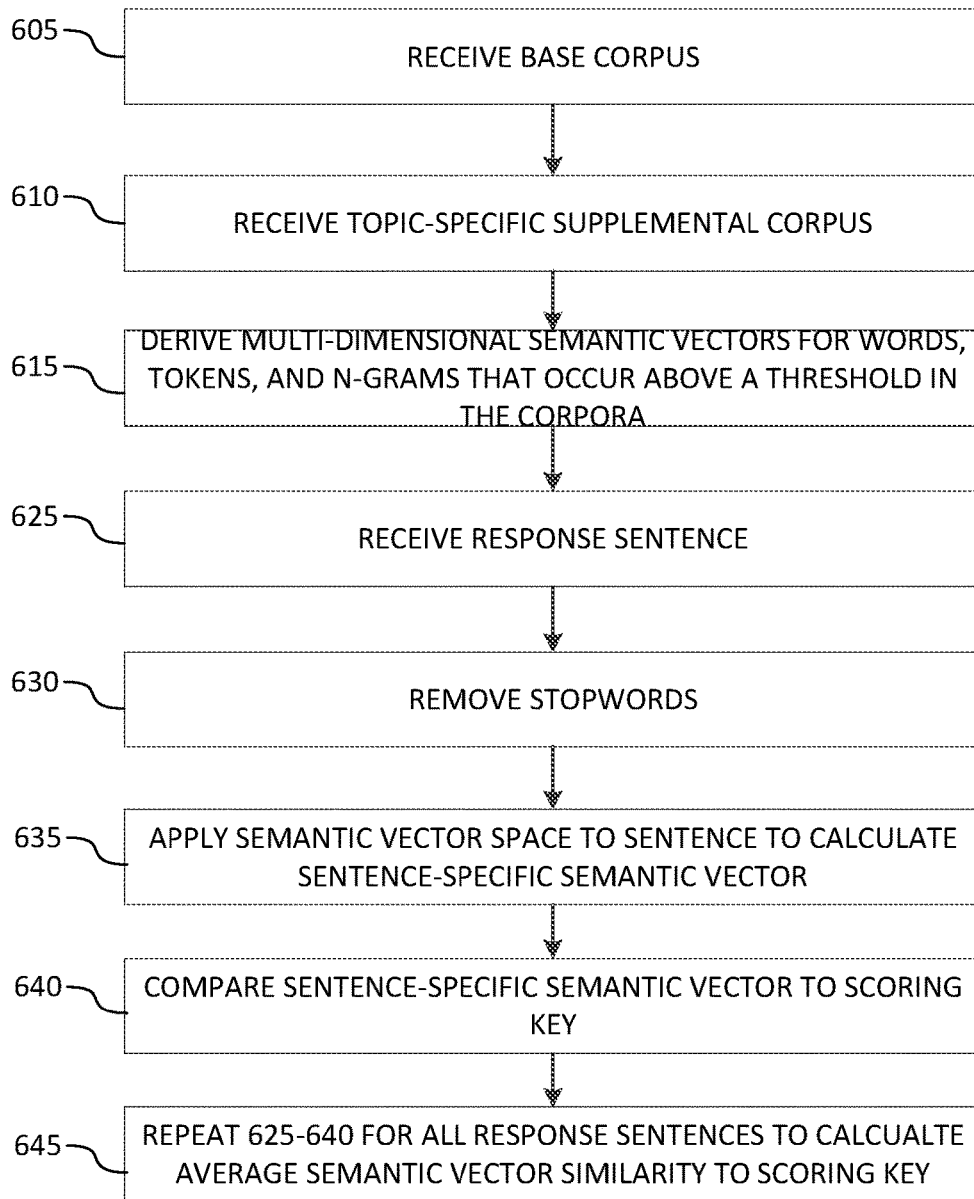 605
RECEIVE BASE CORPUS
610
RECEIVE TOPIC-SPECIFIC SUPPLEMENTAL CORPUS
615
DERIVE MULTI-DIMENSIONAL SEMANTIC VECTORS FOR WORDS,
TOKENS, AND N-GRAMS THAT OCCUR ABOVE A THRESHOLD IN
THE CORPORA
625
RECEIVE RESPONSE SENTENCE
630
REMOVE STOPWORDS
635
APPLY SEMANTIC VECTOR SPACE TO SENTENCE TO CALCULATE
SENTENCE-SPECIFIC SEMANTIC VECTOR
640
COMPARE SENTENCE-SPECIFIC SEMANTIC VECTOR TO SCORING
KEY
645
REPEAT 625-640 FOR ALL RESPONSE SENTENCES TO CALCUALTE
AVERAGE SEMANTIC VECTOR SIMILARITY TO SCORING KEY